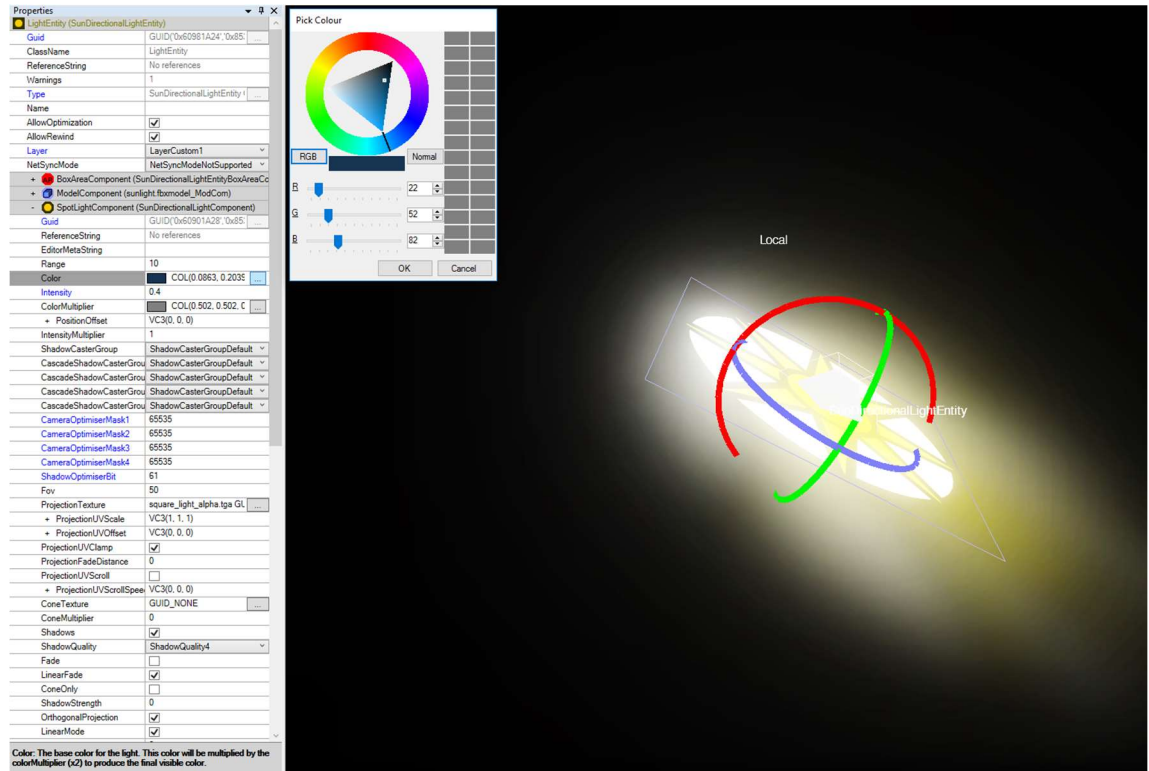 Properties
LightEntity (SunDirectionalLightEntity)
Guid GUID('0x60981A24','0x85: ...
ClassName LightEntity
ReferenceString No references
Warnings 1
Type SunDirectionalLightEntity ( ...
Name
AllowOptimization
AllowRewind
Layer LayerCustom1
NetSyncMode NetSyncModeNotSupported
+ BoxAreaComponent (SunDirectionalLightEntityBoxAreaCo
+ ModelComponent (sunlight.fbxmodel_ModCom)
- SpotLightComponent (SunDirectionalLightComponent)
Guid GUID('0x60901A28','0x85: ...
ReferenceString No references
EditorMetaString
Range 10
Color COL(0.0863, 0.2035 ...
Intensity 0.4
ColorMultiplier COL(0.502, 0.502, C ...
+ PositionOffset VC3(0, 0, 0)
IntensityMultiplier 1
ShadowCasterGroup ShadowCasterGroupDefault
CascadeShadowCasterGrou ShadowCasterGroupDefault
CascadeShadowCasterGrou ShadowCasterGroupDefault
CascadeShadowCasterGrou ShadowCasterGroupDefault
CascadeShadowCasterGrou ShadowCasterGroupDefault
CameraOptimiserMask1 65535
CameraOptimiserMask2 65535
CameraOptimiserMask3 65535
CameraOptimiserMask4 65535
ShadowOptimiserBit 61
Fov 50
ProjectionTexture square_light_alpha.tga GL ...
+ ProjectionUVScale VC3(1, 1, 1)
+ ProjectionUVOffset VC3(0, 0, 0)
ProjectionUVClamp
ProjectionFadeDistance 0
ProjectionUVScroll
+ ProjectionUVScrollSpee VC3(0, 0, 0)
ConeTexture GUID_NONE ...
ConeMultiplier 0
Shadows
ShadowQuality ShadowQuality4
Fade
LinearFade
ConeOnly
ShadowStrength 0
OrthogonalProjection
LinearMode
Color: The base color for the light. This color will be multiplied by the
colorMultiplier (x2) to produce the final visible color.
Pick Colour
RGB Normal
R 22
G 52
B 82
OK Cancel
Local